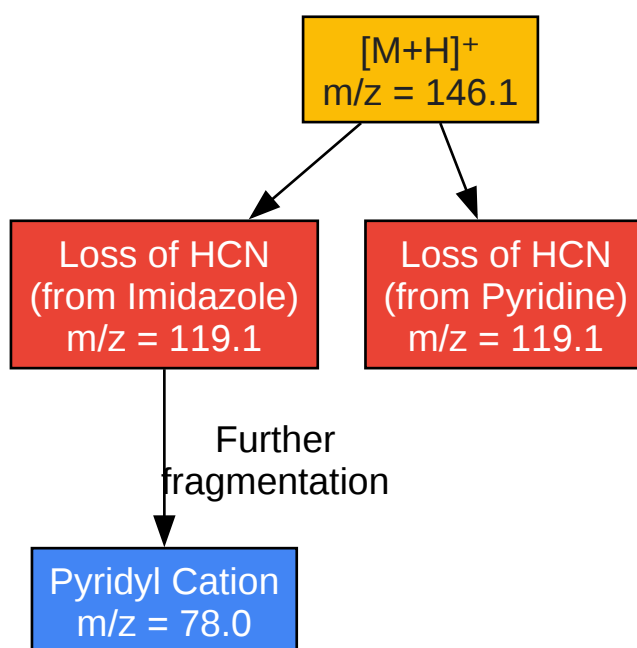 [M+H]⁺
m/z = 146.1
Loss of HCN
(from Imidazole)
m/z = 119.1
Loss of HCN
(from Pyridine)
m/z = 119.1
Further
fragmentation
Pyridyl Cation
m/z = 78.0